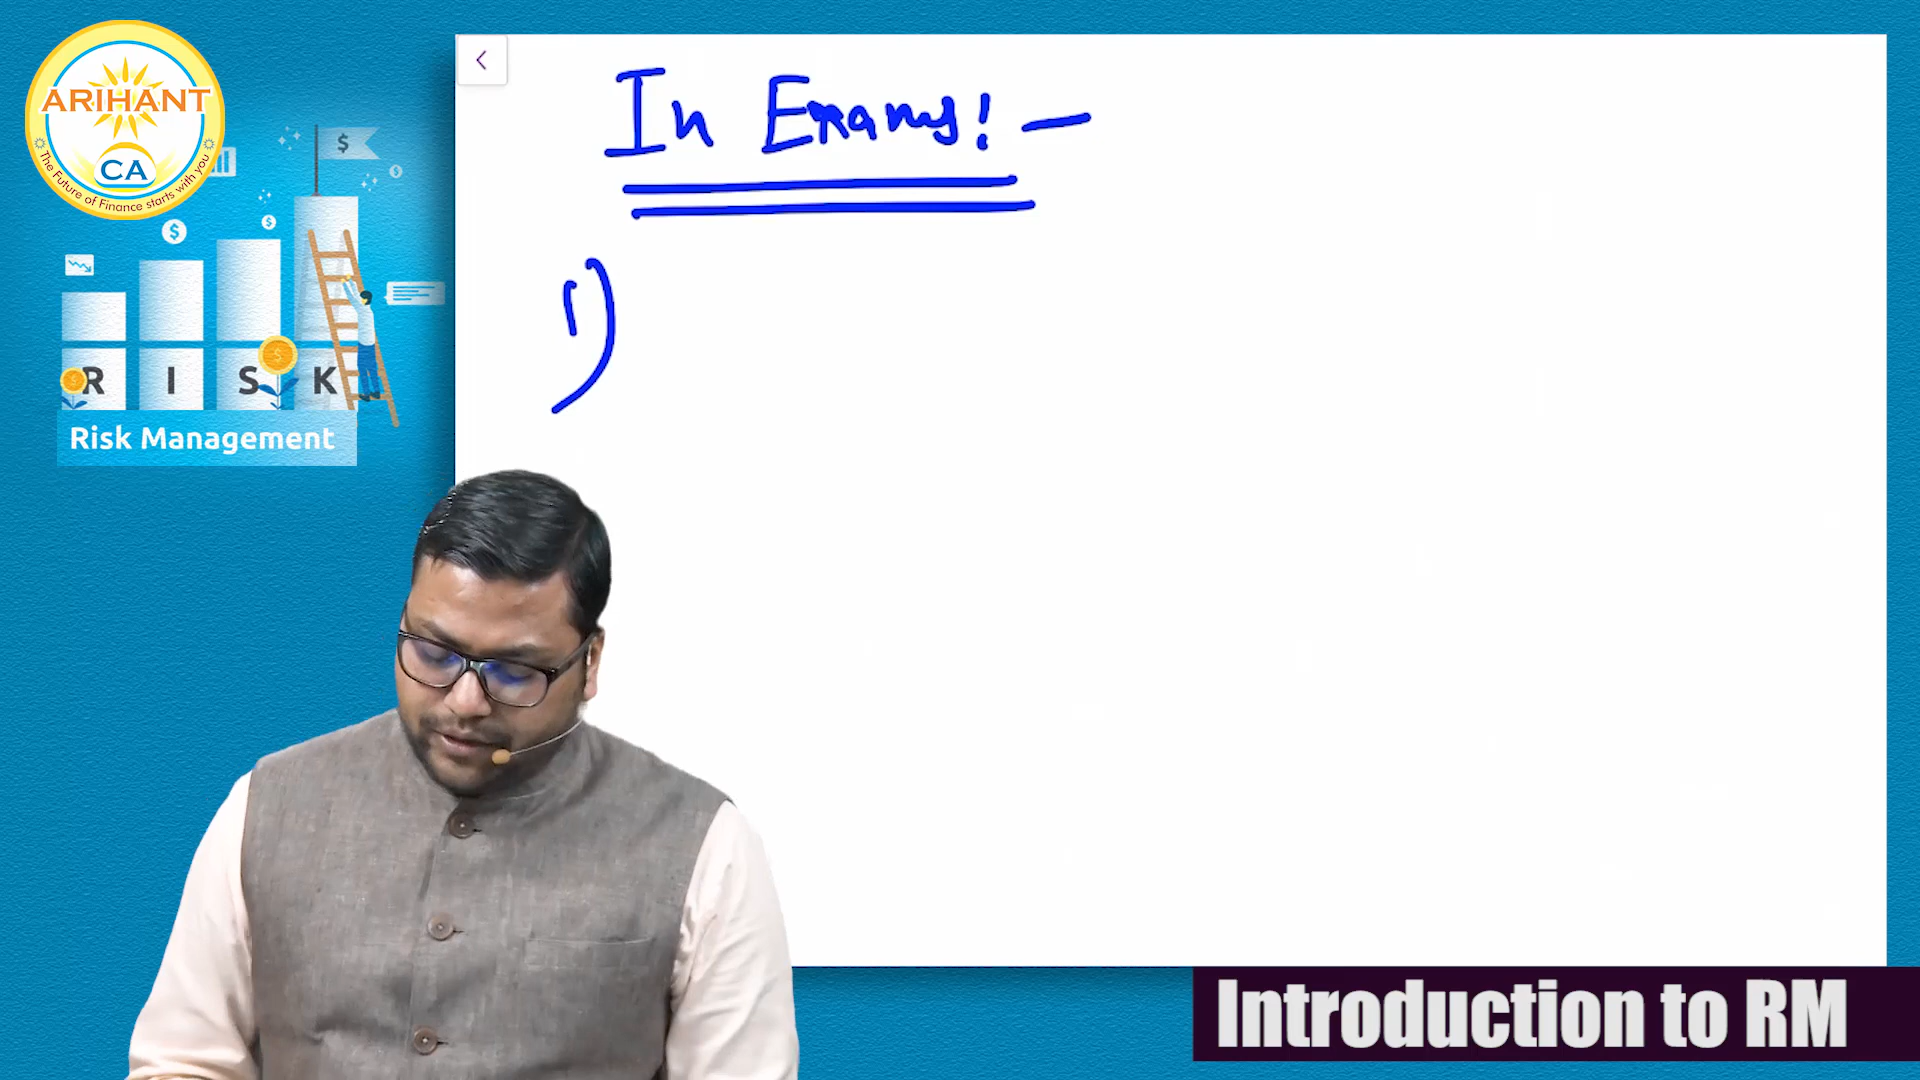 ARIHANT
CA
The Future of Finance starts with you
$
$
$
$
$
$
R I S K
Risk Management
In Exams:-
1)
Introduction to RM